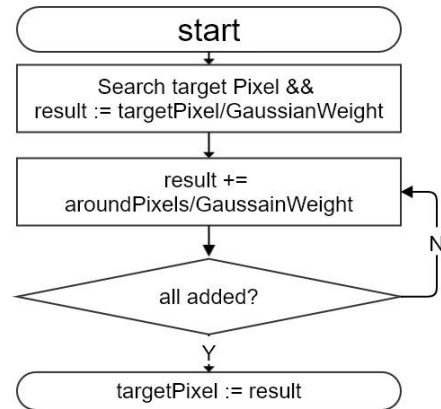 start
Search target Pixel &&
result := targetPixel/GaussianWeight
result +=
aroundPixels/GaussainWeight
N
all added?
Y
targetPixel := result